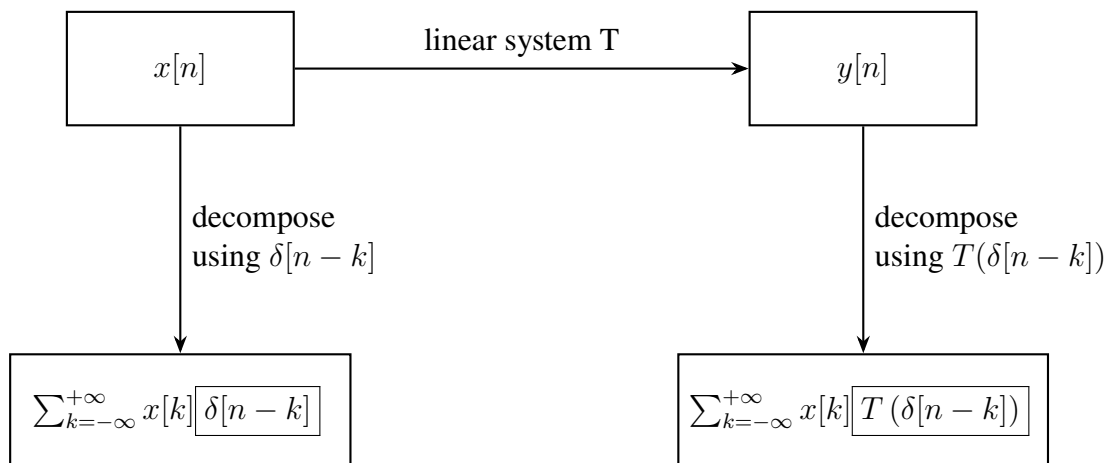 linear system T
x[n]
y[n]
decompose
using δ[n − k]
decompose
using T(δ[n − k])
∑_{k=−∞}^{+∞} x[k] δ[n − k]
∑_{k=−∞}^{+∞} x[k] T (δ[n − k])